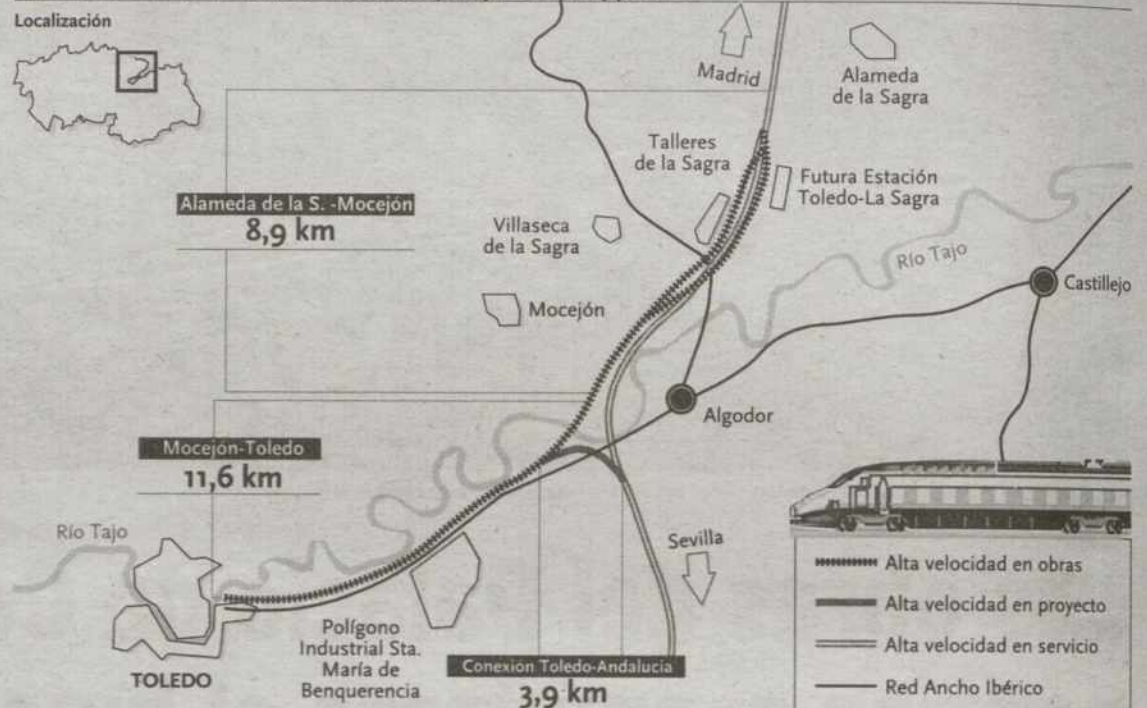 Localización
Madrid
Alameda
de la Sagra
Talleres
de la Sagra
Futura Estación
Toledo-La Sagra
Alameda de la S. -Mocejón
8,9 km
Villaseca
de la Sagra
Río Tajo
Castillejo
Mocejón
Algodor
Mocejón-Toledo
11,6 km
Río Tajo
Sevilla
TOLEDO
Polígono
Industrial Sta.
María de
Benquerencia
Conexión Toledo-Andalucía
3,9 km
Alta velocidad en obras
Alta velocidad en proyecto
Alta velocidad en servicio
Red Ancho Ibérico